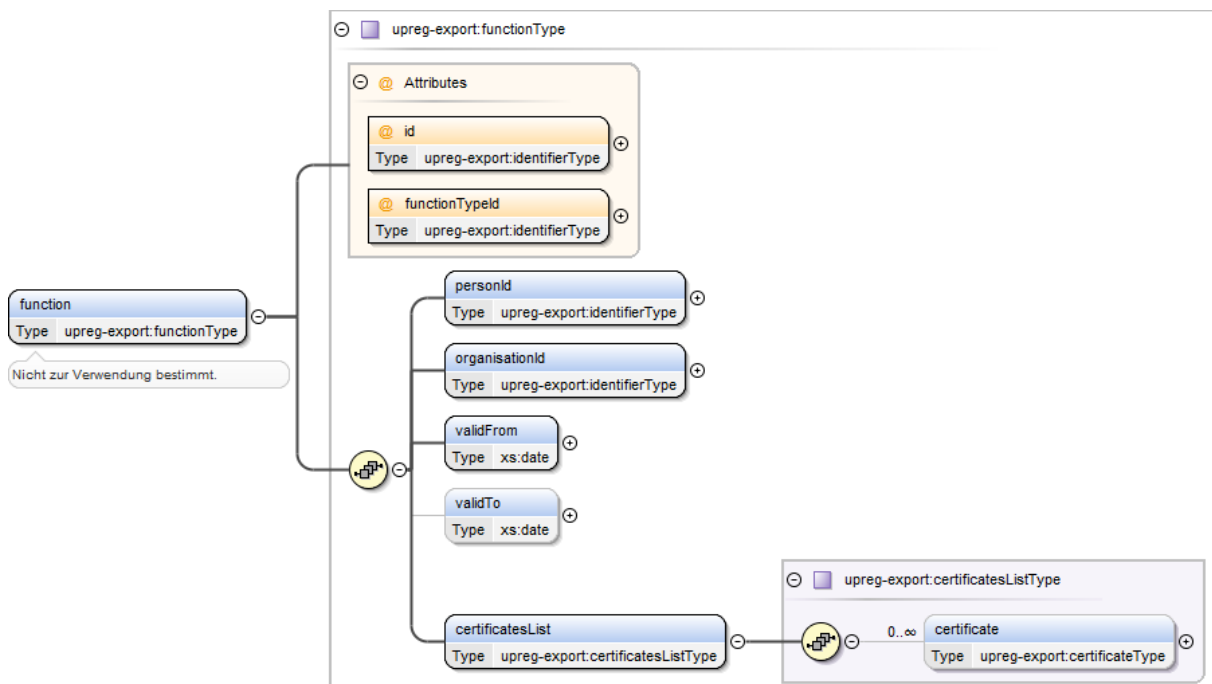 upreg-export:functionType
@ Attributes
@ id
Type upreg-export:identifierType
@ functionTypeId
Type upreg-export:identifierType
function
Type upreg-export:functionType
Nicht zur Verwendung bestimmt.
personId
Type upreg-export:identifierType
organisationId
Type upreg-export:identifierType
validFrom
Type xs:date
validTo
Type xs:date
certificatesList
Type upreg-export:certificatesListType
upreg-export:certificatesListType
0..∞
certificate
Type upreg-export:certificateType